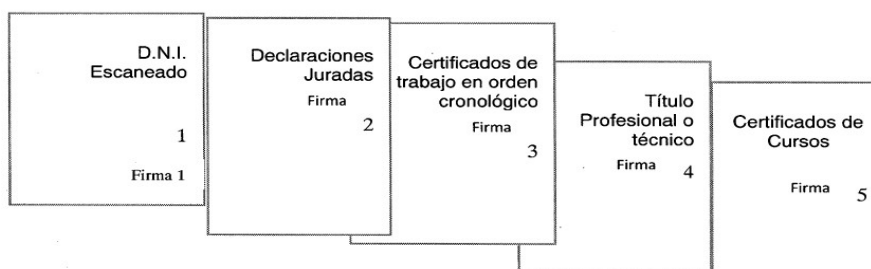 D.N.I.
Escaneado
1
Firma 1
Declaraciones
Juradas
Firma
2
Certificados de
trabajo en orden
cronológico
Firma
3
Título
Profesional o
técnico
Firma
4
Certificados de
Cursos
Firma
5